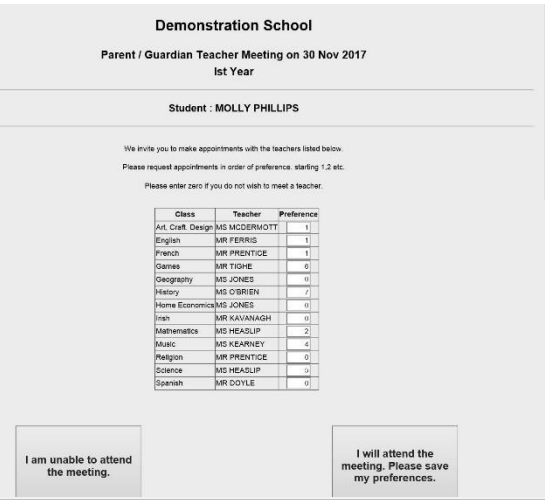 Demonstration School
Parent / Guardian Teacher Meeting on 30 Nov 2017
Ist Year
Student : MOLLY PHILLIPS
We invite you to make appointments with the teachers listed below.
Please request appointments in order of preference. starting 1,2 etc.
Please enter zero if you do not wish to meet a teacher.
Class Teacher Preference
Art, Craft. Design MS MCDERMOTT 1
English MR FERRIS 1
French MR PRENTICE 1
Games MR TIGHE 6
Geography MS JONES 0
History MS O'BRIEN 7
Home Economics MS JONES 0
Irish MR KAVANAGH 0
Mathematics MS HEASLIP 2
Music MS KEARNEY 4
Religion MR PRENTICE 0
Science MS HEASLIP
Spanish MR DOYLE 0
I am unable to attend
the meeting.
I will attend the
meeting. Please save
my preferences.